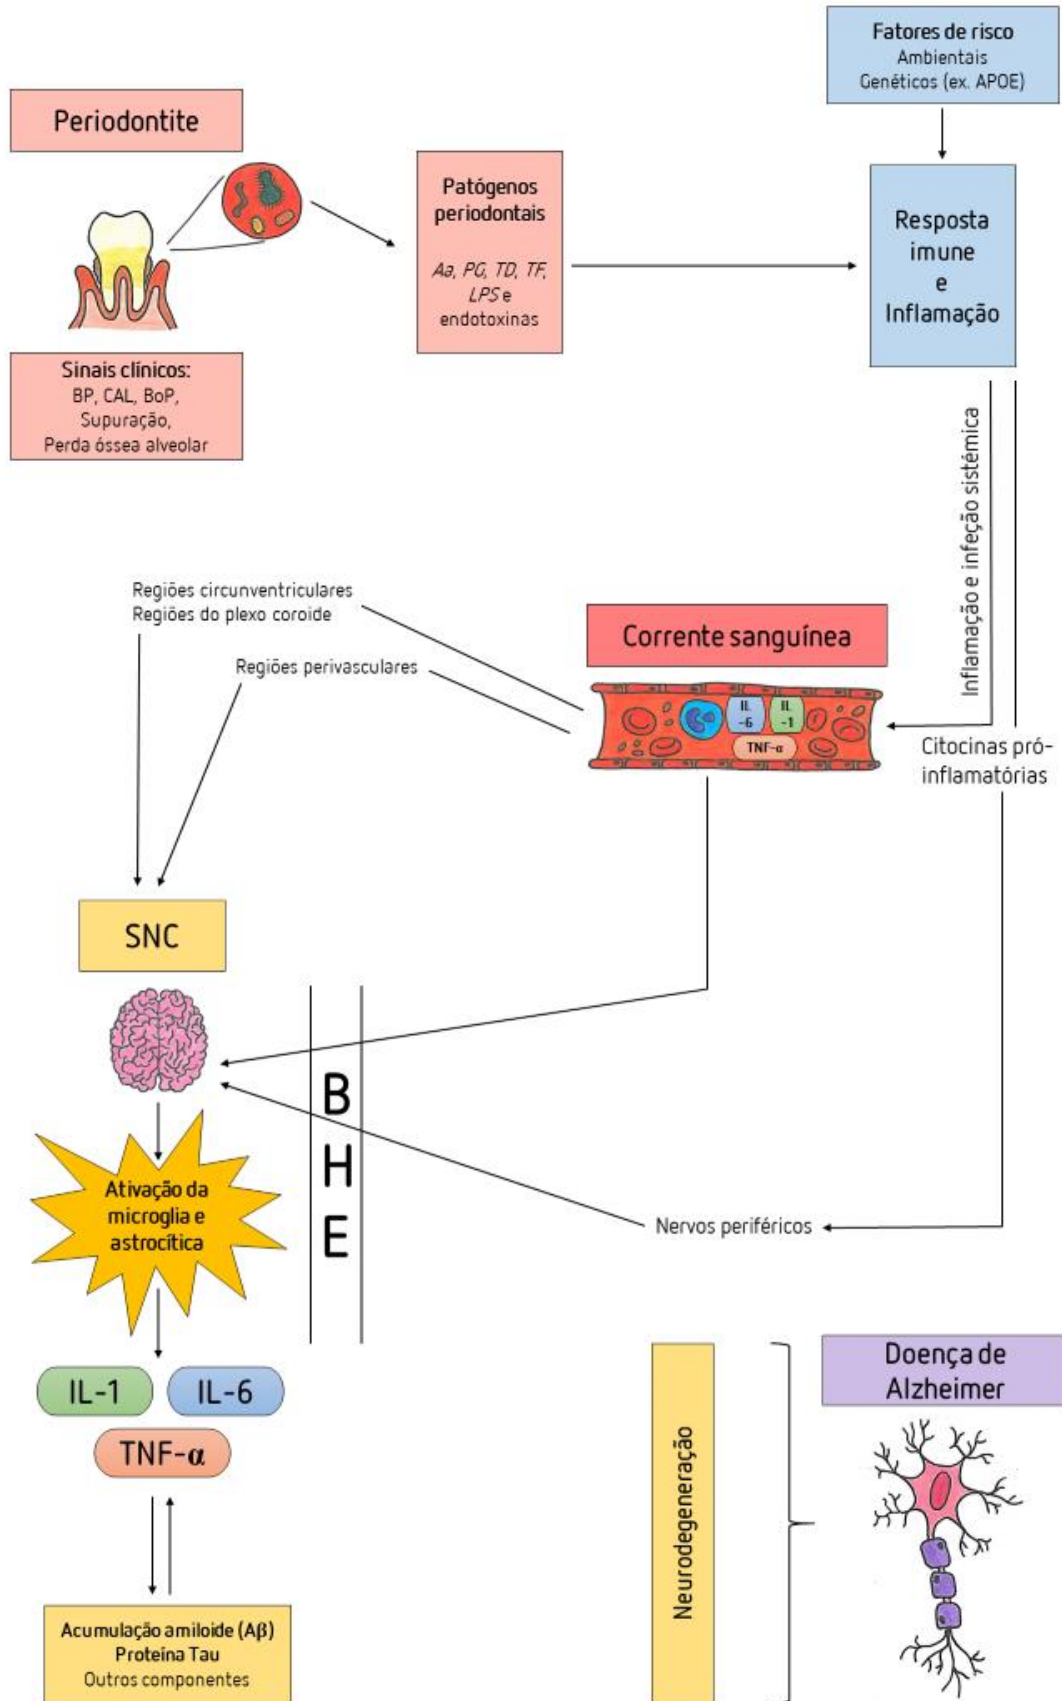 Fatores de risco
Ambientais
Genéticos (ex. APOE)
Periodontite
Patógenos
periodontais
Aa, PG, TD, TF,
LPS e
endotoxinas
Resposta
imune
e
Inflamação
Sinais clínicos:
BP, CAL, BoP,
Supuração,
Perda óssea alveolar
Inflamação e infeção sistémica
Regiões circunventriculares
Regiões do plexo coroide
Regiões perivasculares
Corrente sanguínea
IL
-6
IL
-1
TNF-α
Citocinas pró-
inflamatórias
SNC
B
H
E
Ativação da
microglia e
astrocítica
Nervos periféricos
IL-1
IL-6
TNF-α
Neurodegeneração
Doença de
Alzheimer
Acumulação amiloide (Aβ)
Proteína Tau
Outros componentes